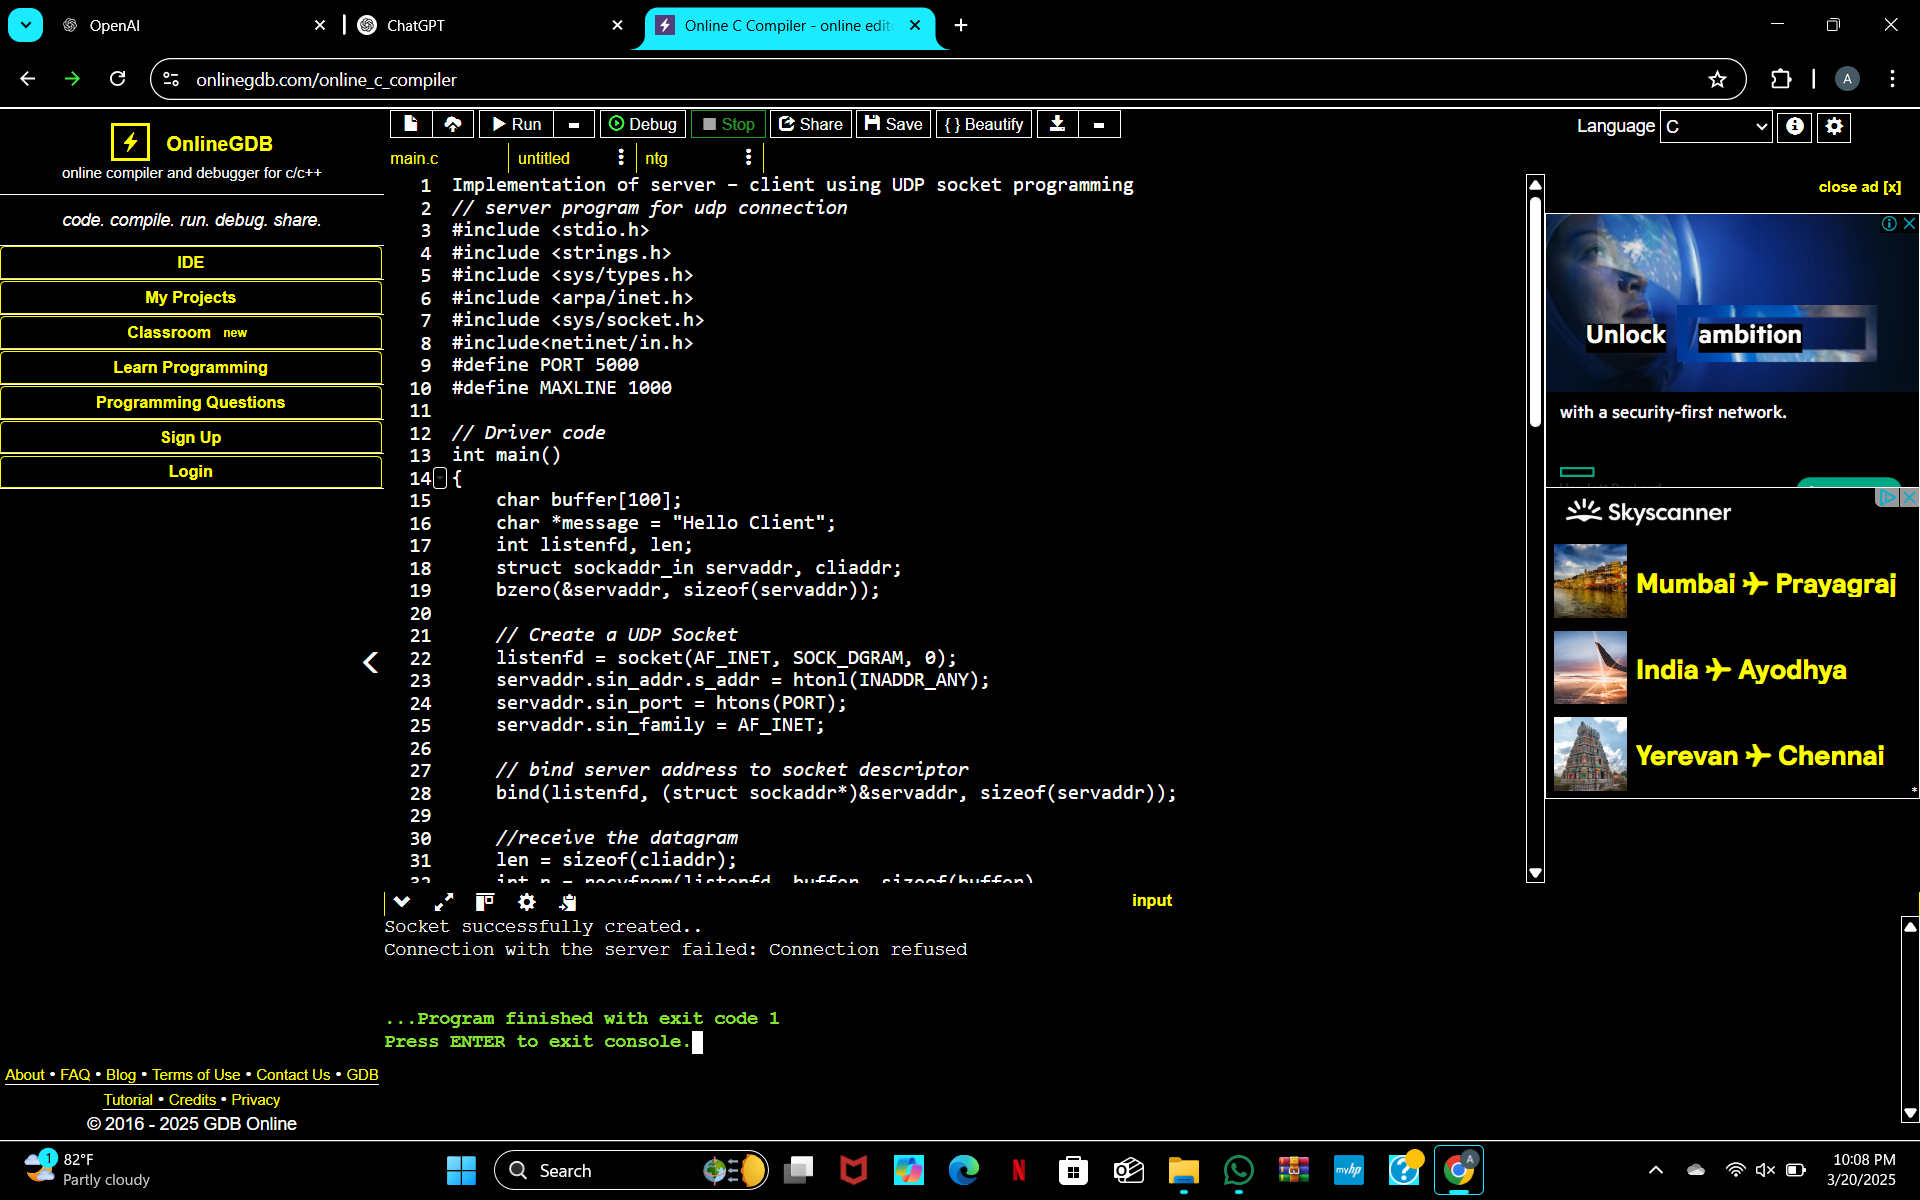 OpenAI
ChatGPT
Online C Compiler - online edit
onlinegdb.com/online_c_compiler
A
OnlineGDB
online compiler and debugger for c/c++
code. compile. run. debug. share.
IDE
My Projects
Classroom new
Learn Programming
Programming Questions
Sign Up
Login
Run
Debug
Stop
Share
Save
{ } Beautify
Language C
main.c untitled ntg
1 Implementation of server – client using UDP socket programming
2 // server program for udp connection
3 #include <stdio.h>
4 #include <strings.h>
5 #include <sys/types.h>
6 #include <arpa/inet.h>
7 #include <sys/socket.h>
8 #include<netinet/in.h>
9 #define PORT 5000
10 #define MAXLINE 1000
11
12 // Driver code
13 int main()
14 {
15 char buffer[100];
16 char *message = "Hello Client";
17 int listenfd, len;
18 struct sockaddr_in servaddr, cliaddr;
19 bzero(&servaddr, sizeof(servaddr));
20
21 // Create a UDP Socket
22 listenfd = socket(AF_INET, SOCK_DGRAM, 0);
23 servaddr.sin_addr.s_addr = htonl(INADDR_ANY);
24 servaddr.sin_port = htons(PORT);
25 servaddr.sin_family = AF_INET;
26
27 // bind server address to socket descriptor
28 bind(listenfd, (struct sockaddr*)&servaddr, sizeof(servaddr));
29
30 //receive the datagram
31 len = sizeof(cliaddr);
32 int n = recvfrom(listenfd, buffer, sizeof(buffer),
input
Socket successfully created..
Connection with the server failed: Connection refused
...Program finished with exit code 1
Press ENTER to exit console.
close ad [x]
Unlock ambition
with a security-first network.
Skyscanner
Mumbai ✈ Prayagraj
India ✈ Ayodhya
Yerevan ✈ Chennai
*
About • FAQ • Blog • Terms of Use • Contact Us • GDB
Tutorial • Credits • Privacy
© 2016 - 2025 GDB Online
1
82°F
Partly cloudy
Search
N
myhp
A
10:08 PM
3/20/2025